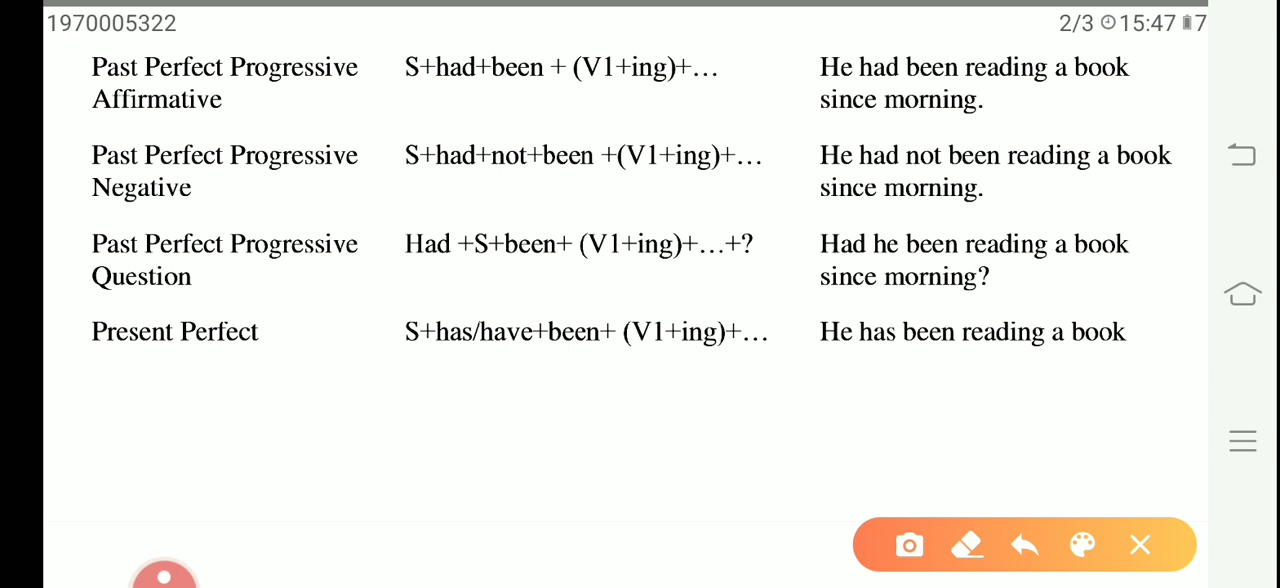 1970005322
2/3 15:47 7
Past Perfect Progressive S+had+been + (V1+ing)+… He had been reading a book
Affirmative since morning.
Past Perfect Progressive S+had+not+been +(V1+ing)+… He had not been reading a book
Negative since morning.
Past Perfect Progressive Had +S+been+ (V1+ing)+…+? Had he been reading a book
Question since morning?
Present Perfect S+has/have+been+ (V1+ing)+… He has been reading a book